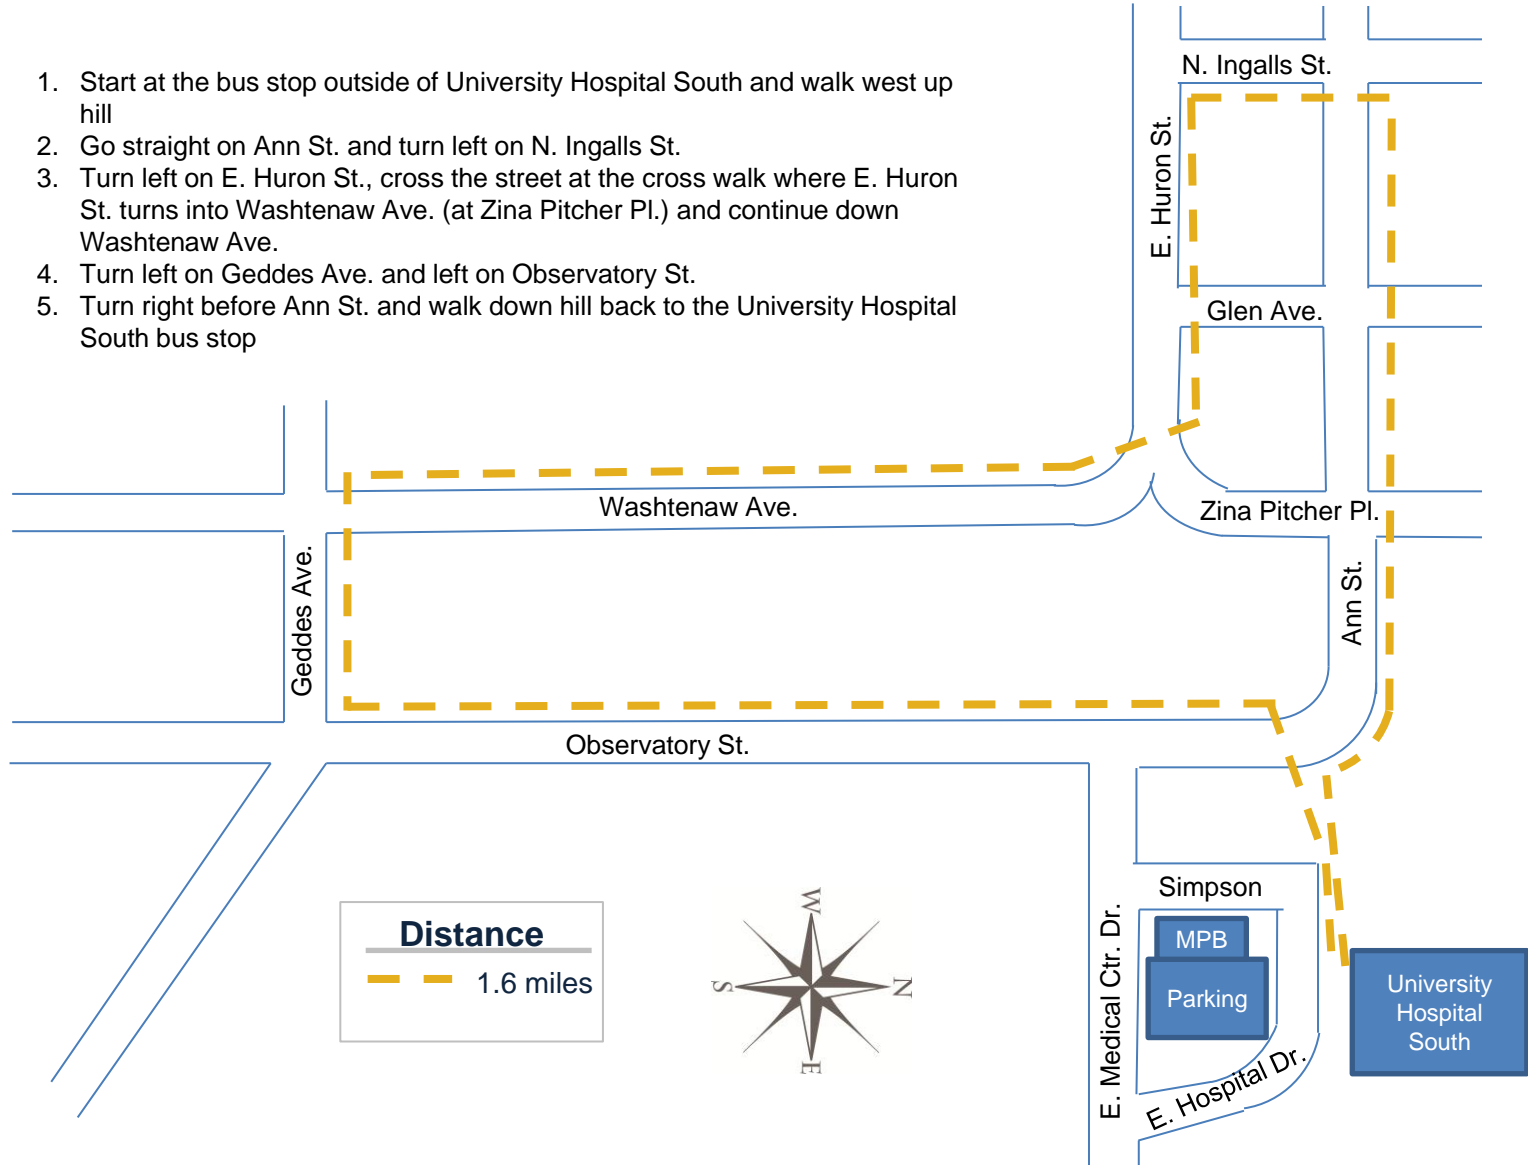 1. Start at the bus stop outside of University Hospital South and walk west up
hill
2. Go straight on Ann St. and turn left on N. Ingalls St.
3. Turn left on E. Huron St., cross the street at the cross walk where E. Huron
St. turns into Washtenaw Ave. (at Zina Pitcher Pl.) and continue down
Washtenaw Ave.
4. Turn left on Geddes Ave. and left on Observatory St.
5. Turn right before Ann St. and walk down hill back to the University Hospital
South bus stop
N. Ingalls St.
E. Huron St.
Glen Ave.
Washtenaw Ave.
Zina Pitcher Pl.
Geddes Ave.
Ann St.
Observatory St.
Simpson
MPB
Parking
E. Medical Ctr. Dr.
E. Hospital Dr.
University
Hospital
South
Distance
1.6 miles
W
S
N
E